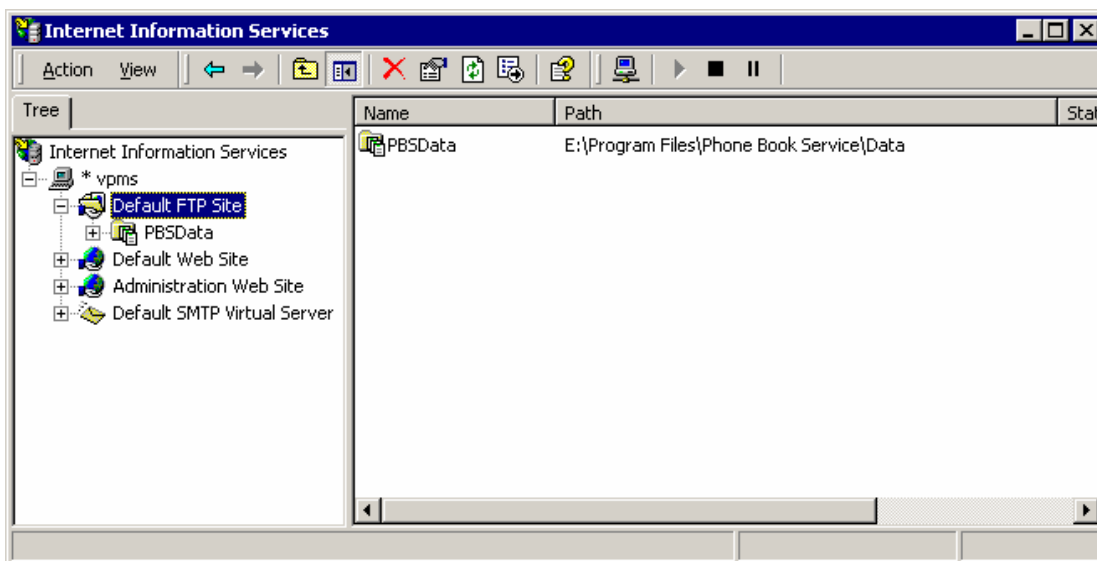 Internet Information Services
Action View
Tree
Name Path Stat
Internet Information Services
* vpms
Default FTP Site
PBSData
Default Web Site
Administration Web Site
Default SMTP Virtual Server
PBSData E:\Program Files\Phone Book Service\Data